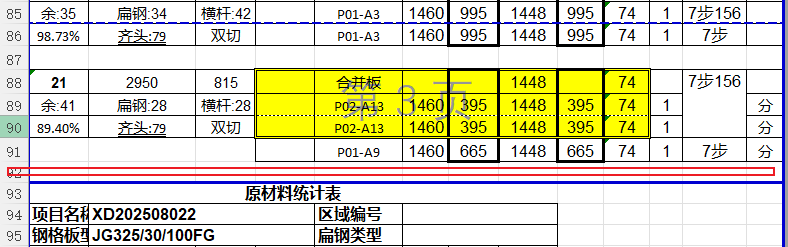 85 余:35 扁钢:34 横杆:42 P01-A3 1460 995 1448 995 74 1 7步156
86 98.73% 齐头:79 双切 P01-A3 1460 995 1448 995 74 1 7步
87
88 21 2950 815 合并板 1448 74 7步156
第 3 页
89 余:41 扁钢:28 横杆:28 P02-A13 1460 395 1448 395 74 1 分
90 89.40% 齐头:79 双切 P02-A13 1460 395 1448 395 74 1 分
91 P01-A9 1460 665 1448 665 74 1 7步 分
92
93 原材料统计表
94 项目名称 XD202508022 区域编号
95 钢格板型 JG325/30/100FG 扁钢类型